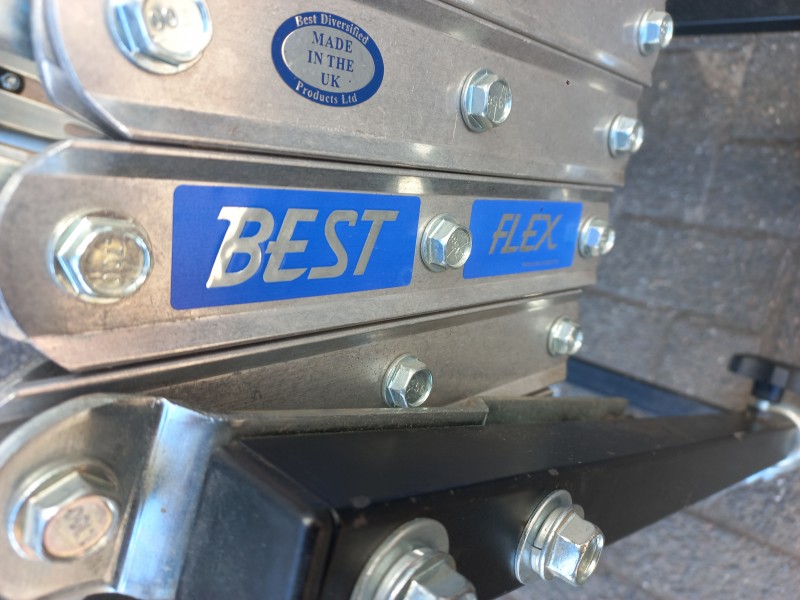 Best Diversified
MADE
IN THE
UK
Products Ltd
BEST
FLEX